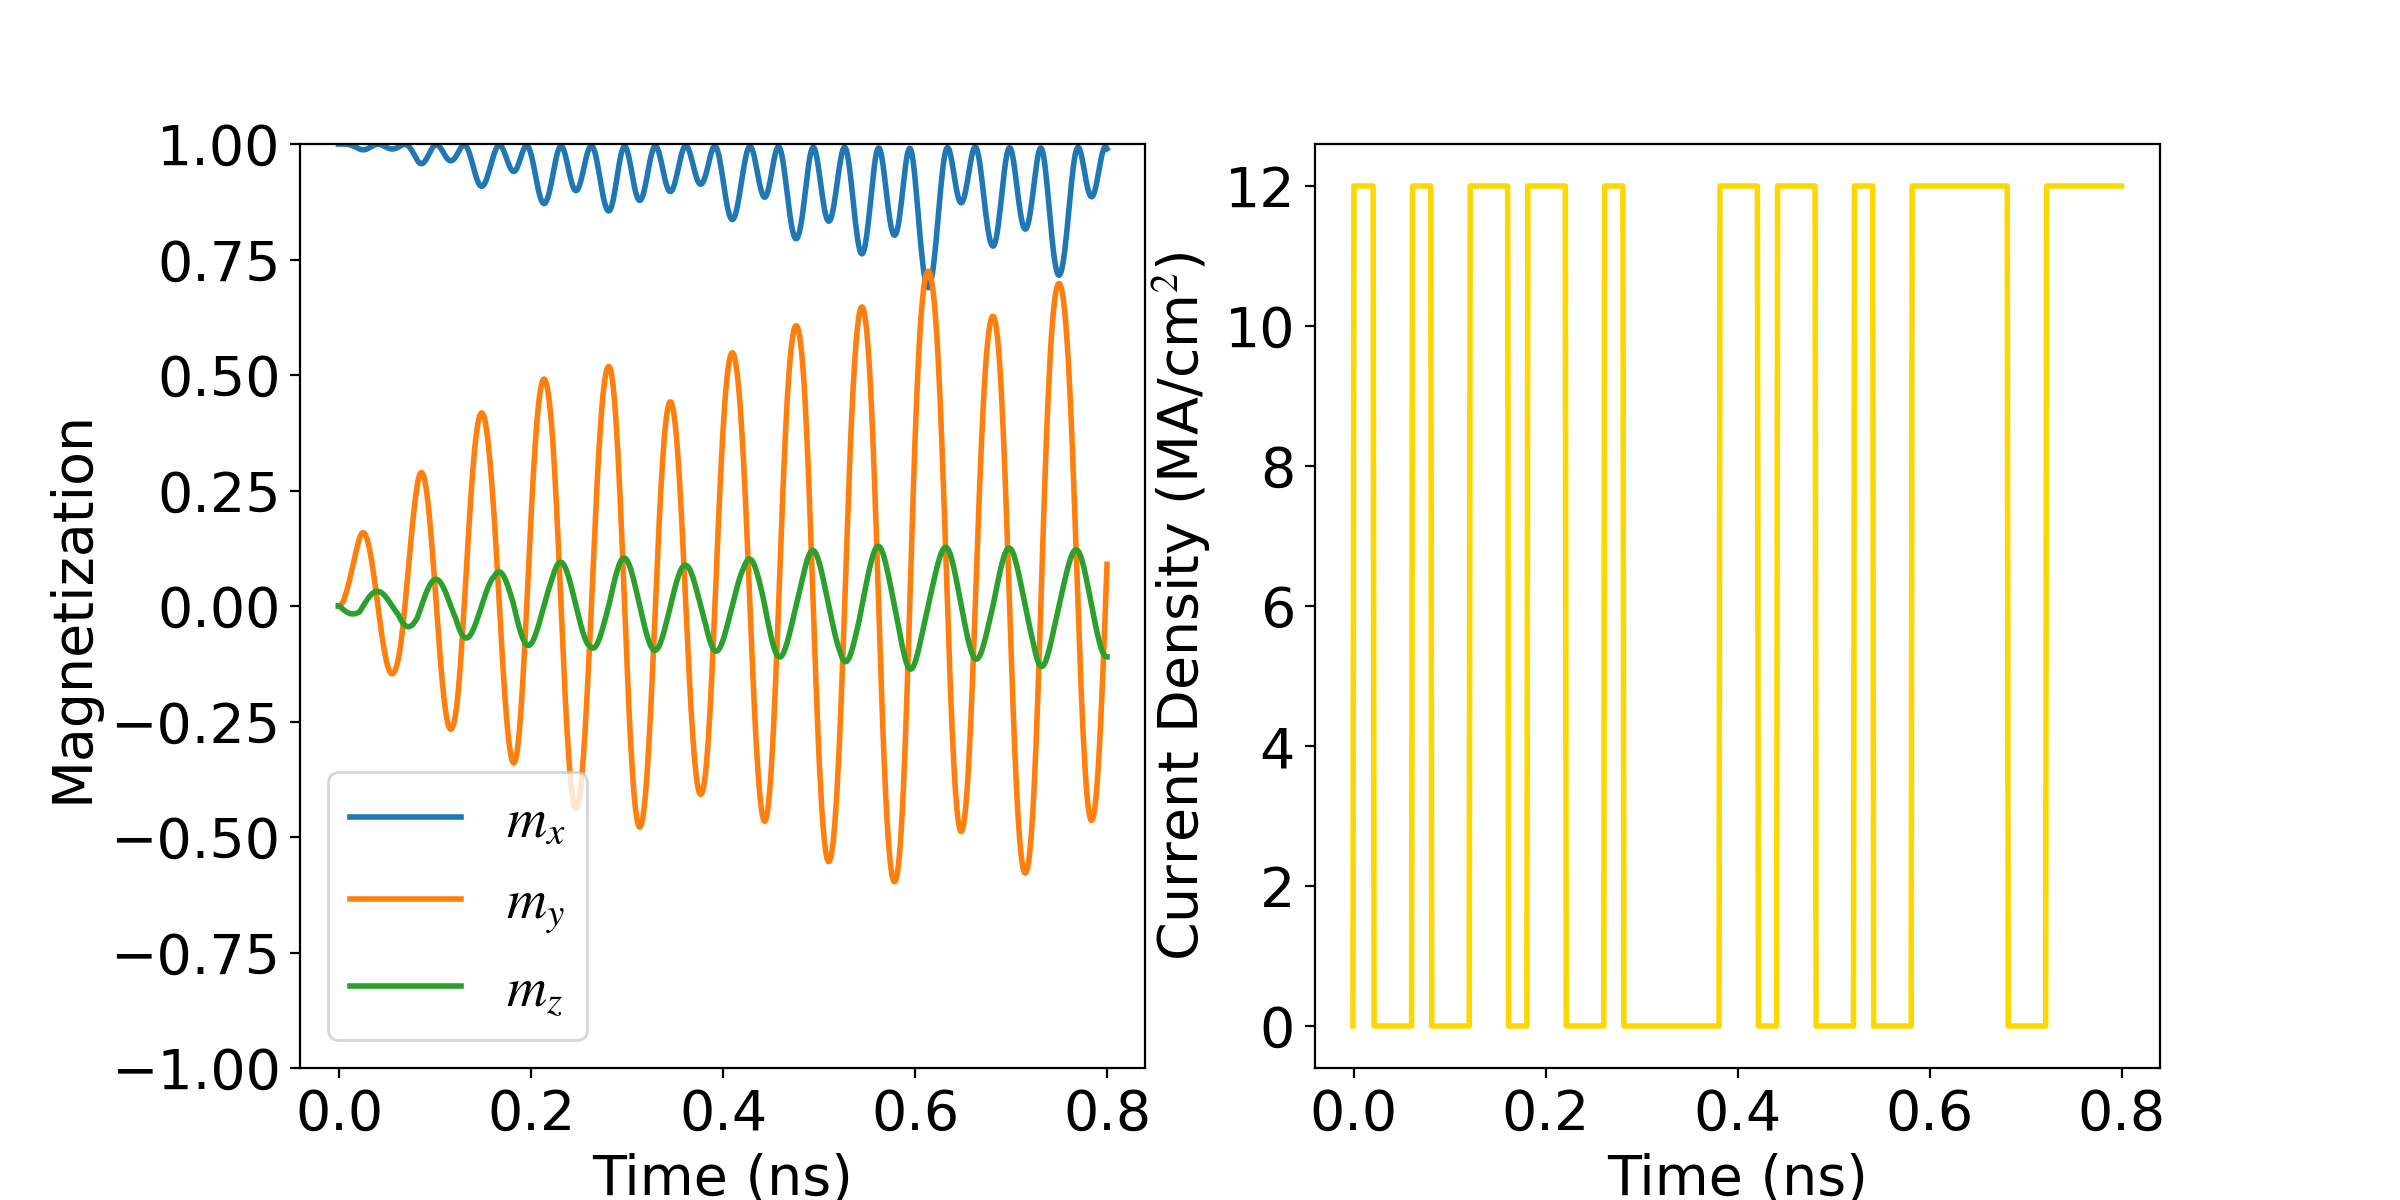 1.00
0.75
0.50
0.25
0.00
−0.25
−0.50
−0.75
−1.00
Magnetization
m_x
m_y
m_z
0.0 0.2 0.4 0.6 0.8
Time (ns)
12
10
8
6
4
2
0
Current Density (MA/cm²)
0.0 0.2 0.4 0.6 0.8
Time (ns)